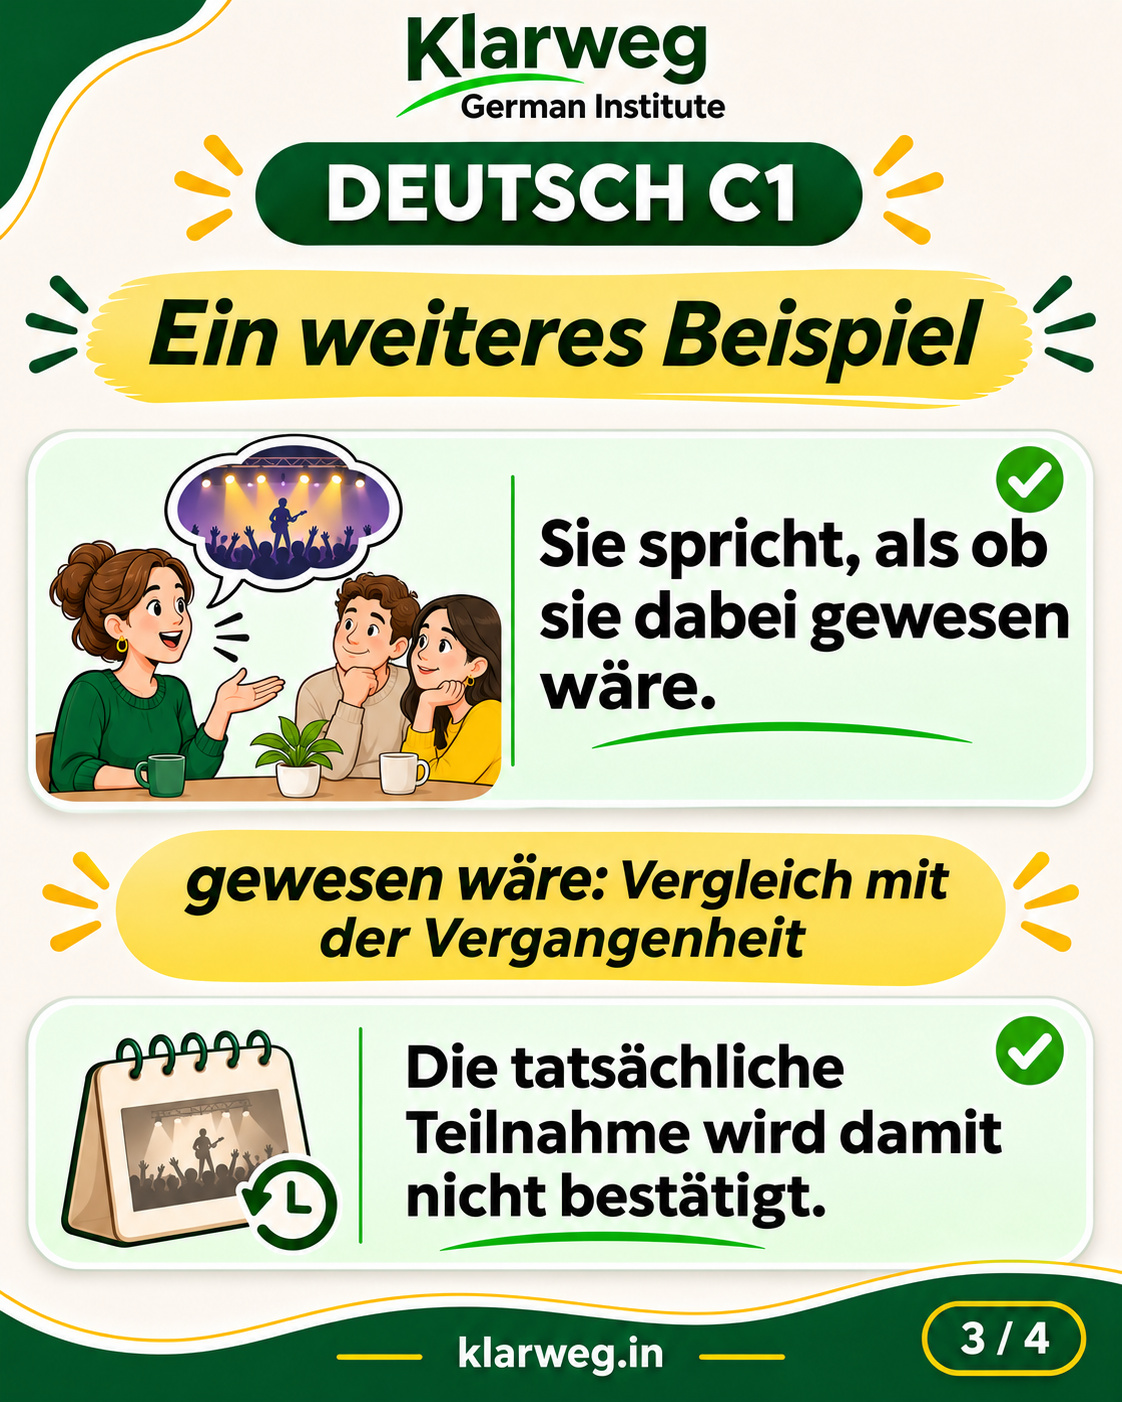 Klarweg
German Institute
DEUTSCH C1
Ein weiteres Beispiel
Sie spricht, als ob
sie dabei gewesen
wäre.
gewesen wäre: Vergleich mit
der Vergangenheit
Die tatsächliche
Teilnahme wird damit
nicht bestätigt.
klarweg.in
3 / 4